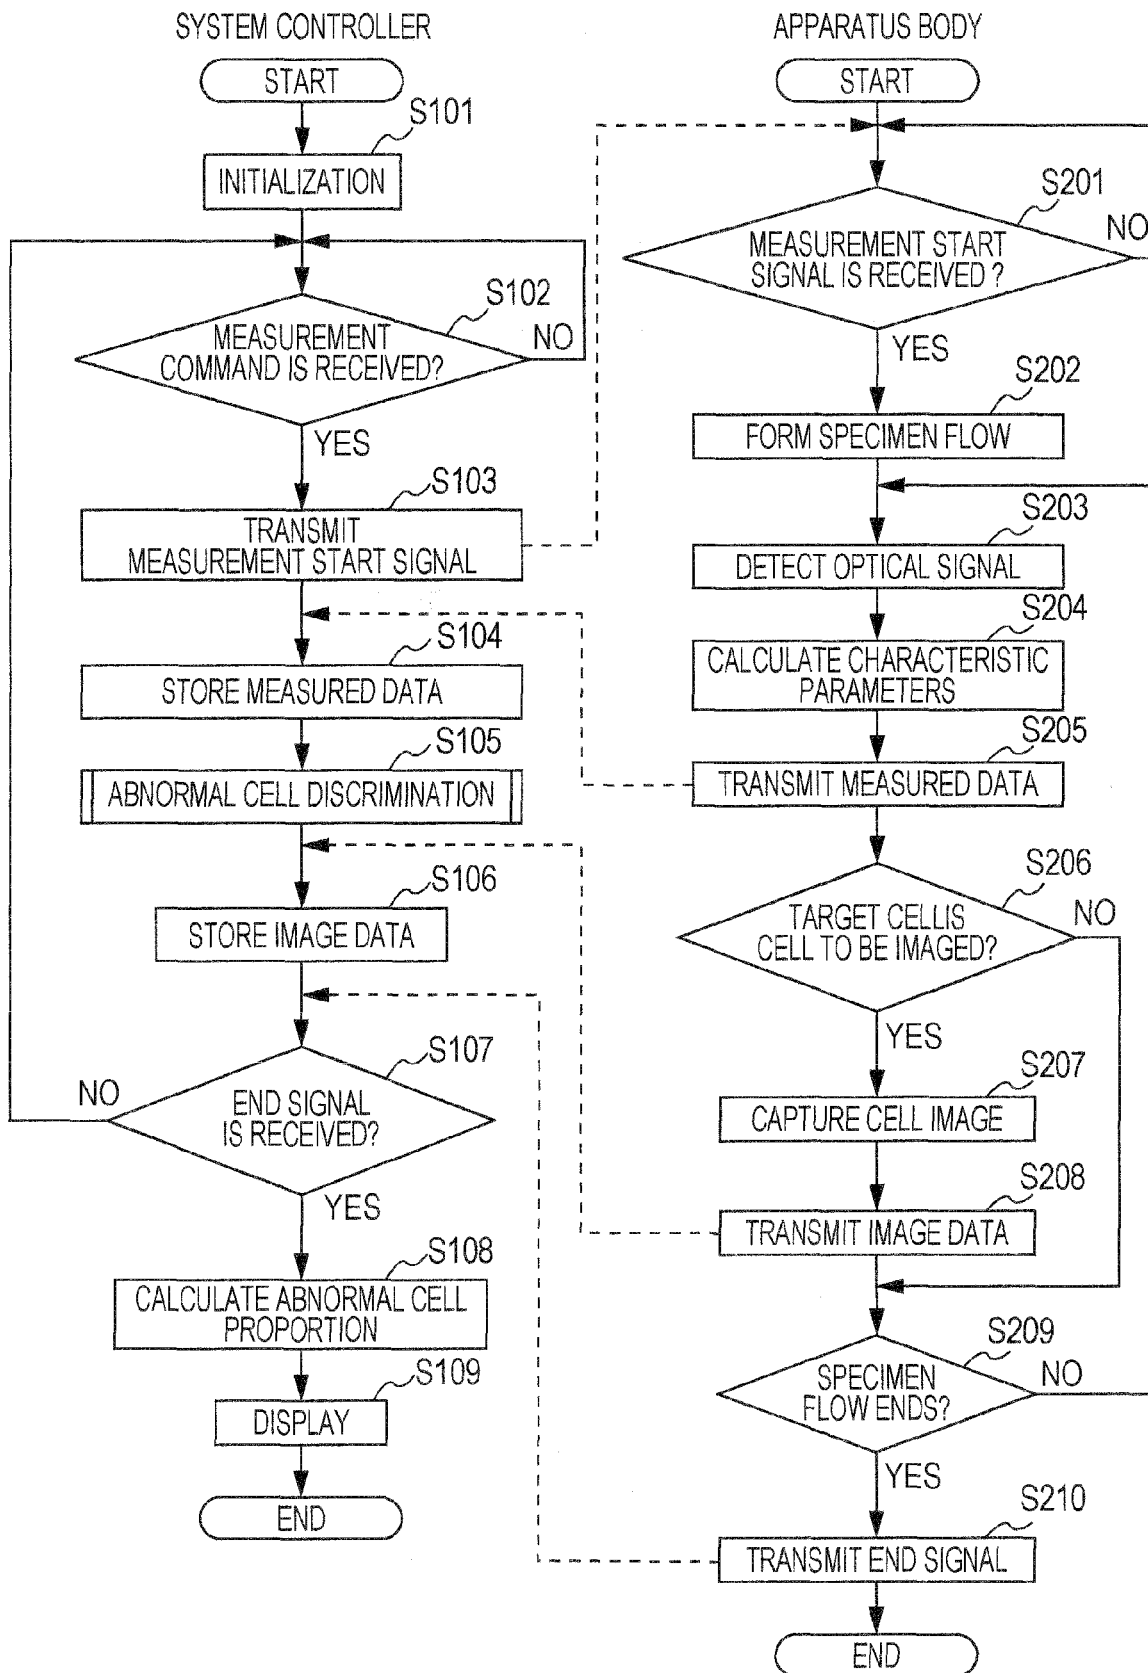 SYSTEM CONTROLLER
START
S101
INITIALIZATION
S102
MEASUREMENT
COMMAND IS RECEIVED?
NO
YES
S103
TRANSMIT
MEASUREMENT START SIGNAL
S104
STORE MEASURED DATA
S105
ABNORMAL CELL DISCRIMINATION
S106
STORE IMAGE DATA
S107
NO
END SIGNAL
IS RECEIVED?
YES
S108
CALCULATE ABNORMAL CELL
PROPORTION
S109
DISPLAY
END
APPARATUS BODY
START
S201
NO
MEASUREMENT START
SIGNAL IS RECEIVED ?
YES
S202
FORM SPECIMEN FLOW
S203
DETECT OPTICAL SIGNAL
S204
CALCULATE CHARACTERISTIC
PARAMETERS
S205
TRANSMIT MEASURED DATA
S206
TARGET CELLIS
CELL TO BE IMAGED?
NO
YES
S207
CAPTURE CELL IMAGE
S208
TRANSMIT IMAGE DATA
S209
SPECIMEN
FLOW ENDS?
NO
YES
S210
TRANSMIT END SIGNAL
END